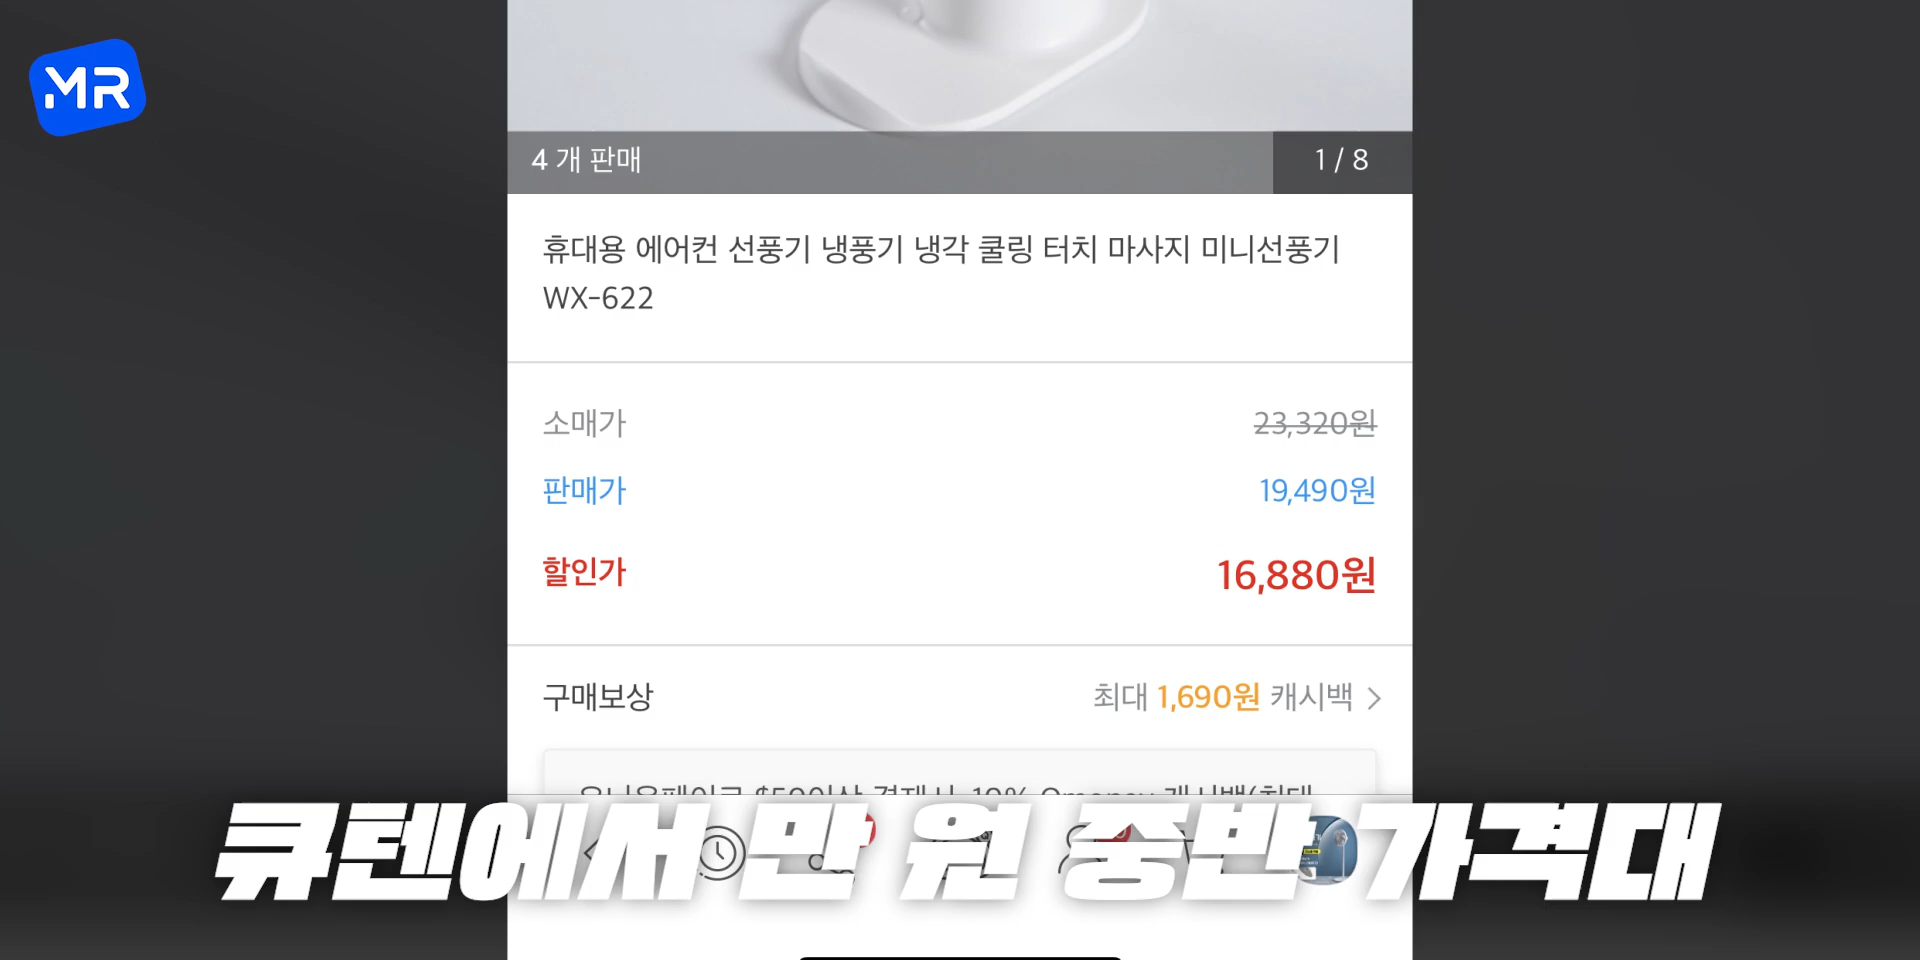 MR
4 개 판매
1 / 8
휴대용 에어컨 선풍기 냉풍기 냉각 쿨링 터치 마사지 미니선풍기
WX-622
소매가 23,320원
판매가 19,490원
할인가 16,880원
구매보상 최대 1,690원 캐시백
큐텐에서 만 원 중반 가격대